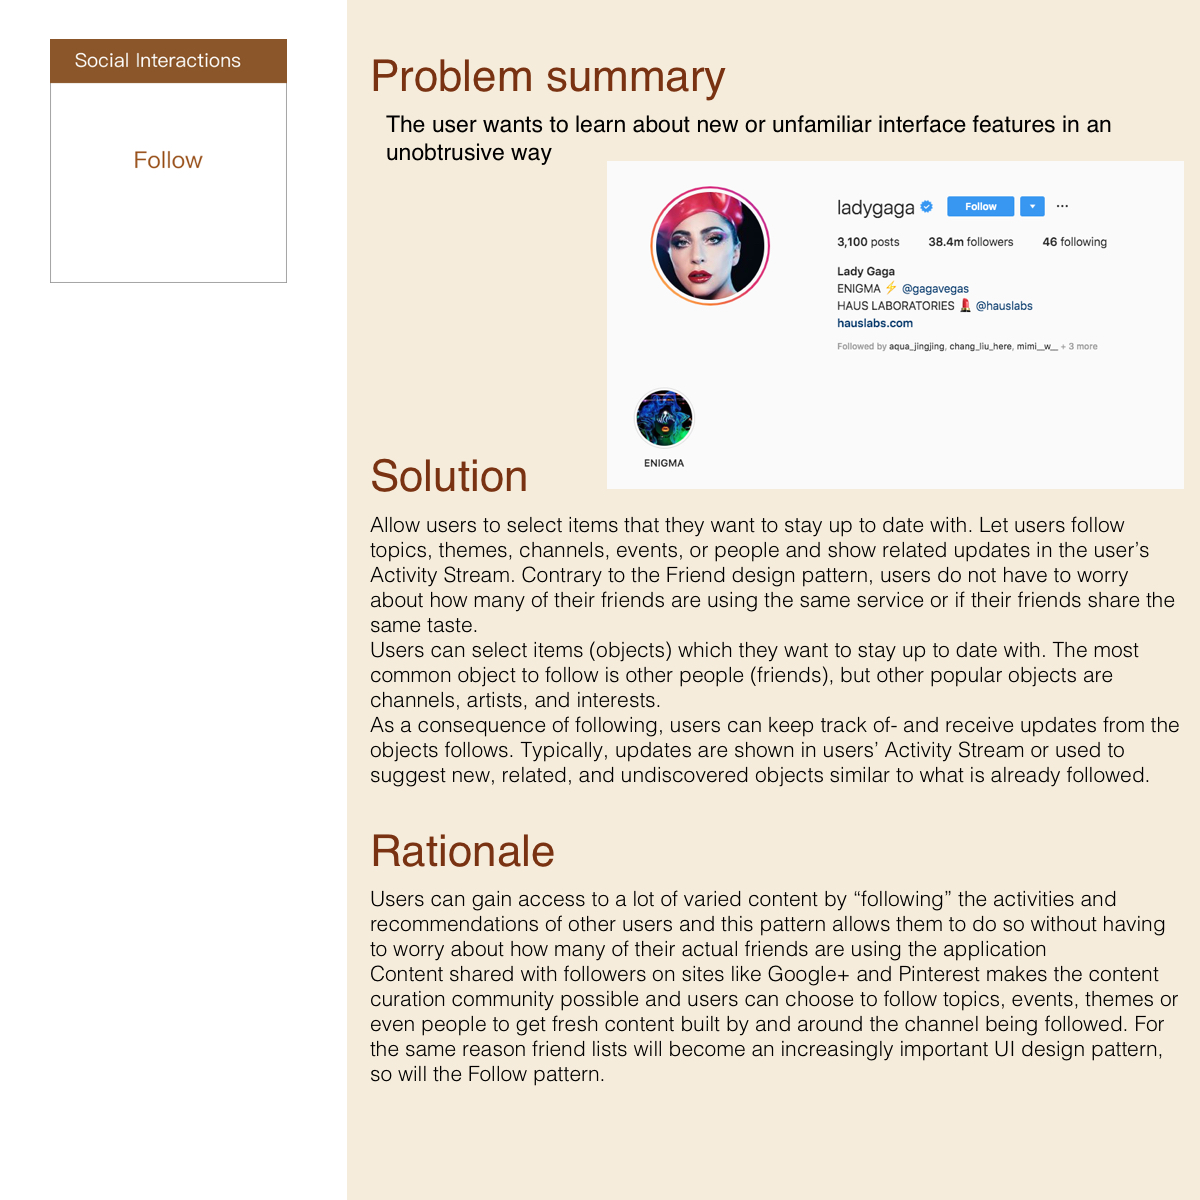 Social Interactions
Follow
Problem summary
The user wants to learn about new or unfamiliar interface features in an
unobtrusive way
ladygaga Follow ···
3,100 posts 38.4m followers 46 following
Lady Gaga
ENIGMA ⚡ @gagavegas
HAUS LABORATORIES 💄 @hauslabs
hauslabs.com
Followed by aqua_jingjing, chang_liu_here, mimi__w__ + 3 more
ENIGMA
Solution
Allow users to select items that they want to stay up to date with. Let users follow
topics, themes, channels, events, or people and show related updates in the user’s
Activity Stream. Contrary to the Friend design pattern, users do not have to worry
about how many of their friends are using the same service or if their friends share the
same taste.
Users can select items (objects) which they want to stay up to date with. The most
common object to follow is other people (friends), but other popular objects are
channels, artists, and interests.
As a consequence of following, users can keep track of- and receive updates from the
objects follows. Typically, updates are shown in users’ Activity Stream or used to
suggest new, related, and undiscovered objects similar to what is already followed.
Rationale
Users can gain access to a lot of varied content by “following” the activities and
recommendations of other users and this pattern allows them to do so without having
to worry about how many of their actual friends are using the application
Content shared with followers on sites like Google+ and Pinterest makes the content
curation community possible and users can choose to follow topics, events, themes or
even people to get fresh content built by and around the channel being followed. For
the same reason friend lists will become an increasingly important UI design pattern,
so will the Follow pattern.